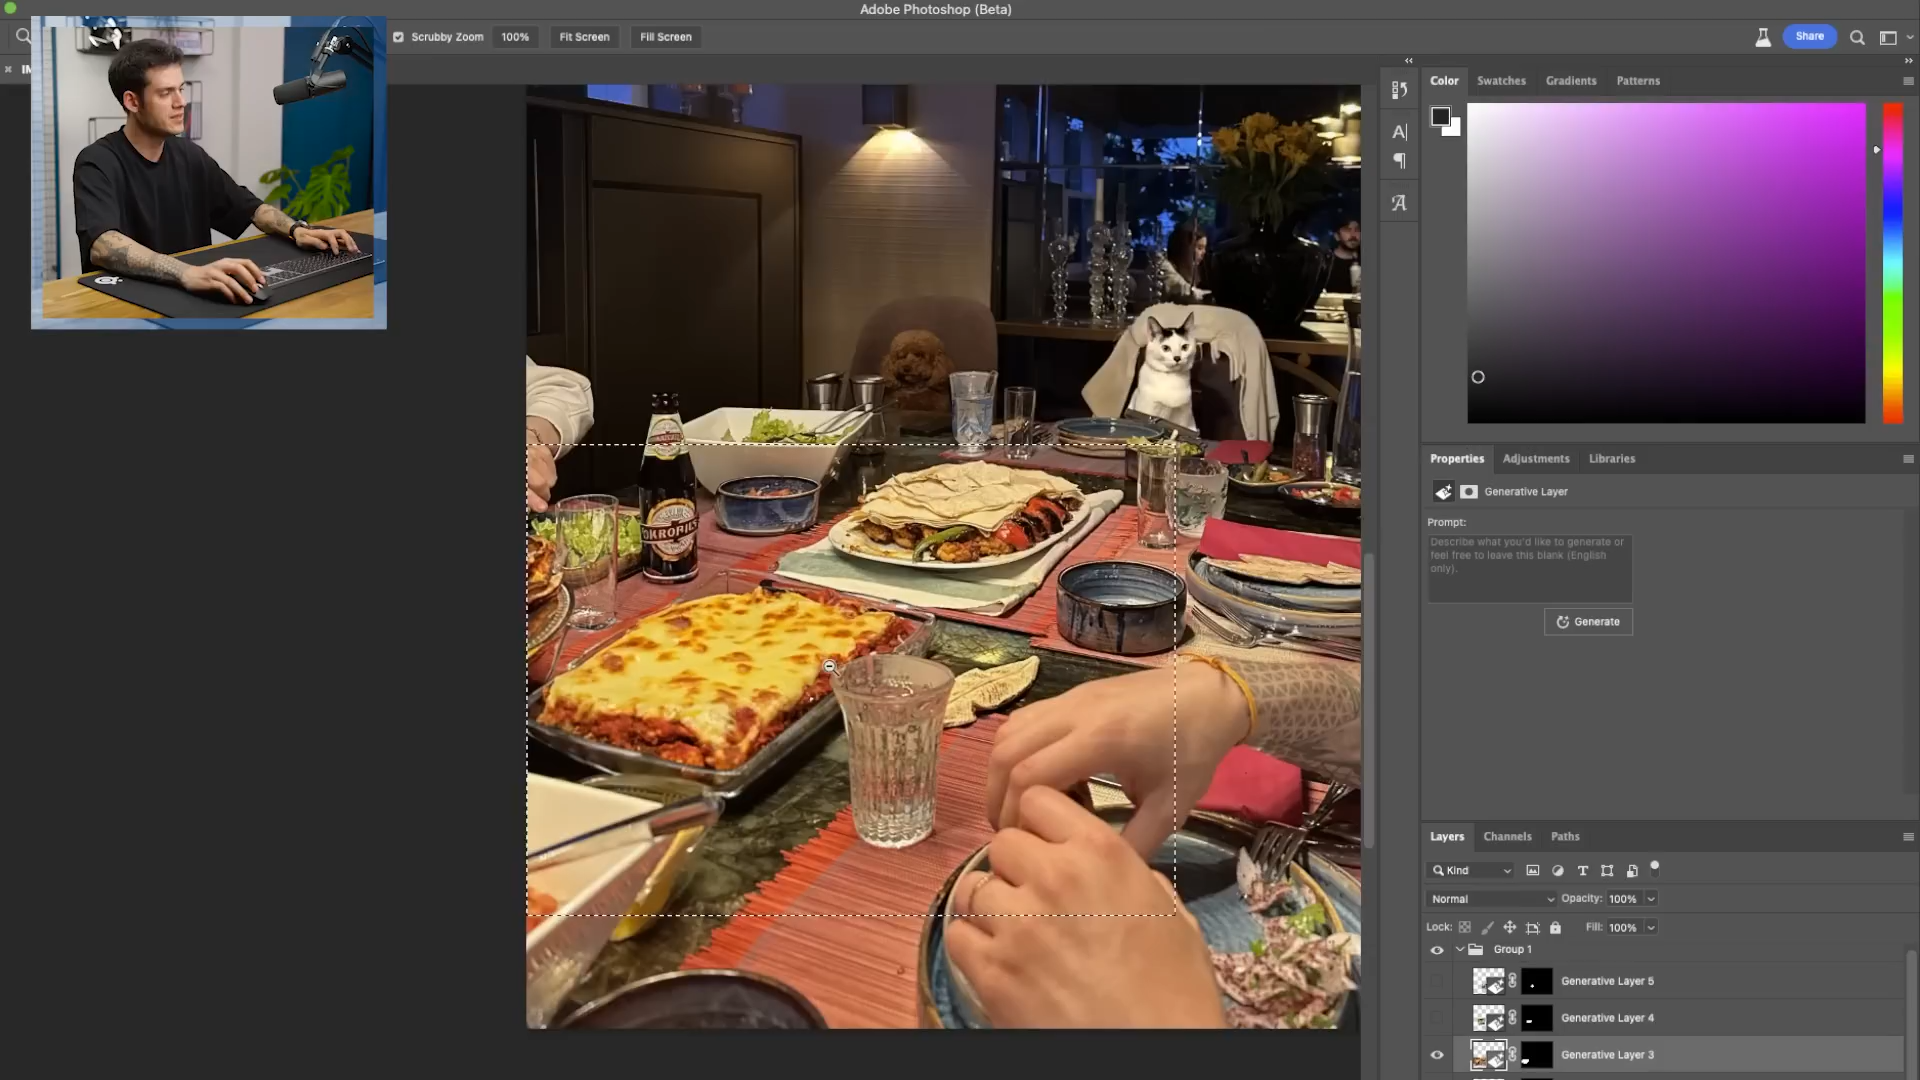 Adobe Photoshop (Beta)
Scrubby Zoom
100%
Fit Screen
Fill Screen
Share
Color
Swatches
Gradients
Patterns
Properties
Adjustments
Libraries
Generative Layer
Prompt:
Describe what you'd like to generate or
feel free to leave this blank (English
only).
Generate
Layers
Channels
Paths
Kind
Normal
Opacity: 100%
Lock:
Fill: 100%
Group 1
Generative Layer 5
Generative Layer 4
Generative Layer 3